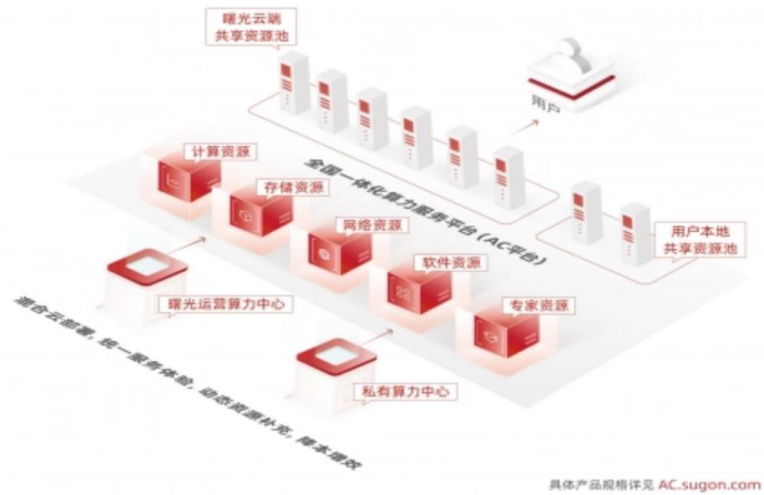 曙光云端
共享资源池
用户
计算资源
存储资源
网络资源
软件资源
专家资源
全国一体化算力服务平台（AC平台）
用户本地
共享资源池
曙光运营算力中心
私有算力中心
混合云部署，统一服务体验，动态资源补充，降本增效
具体产品规格详见 AC.sugon.com